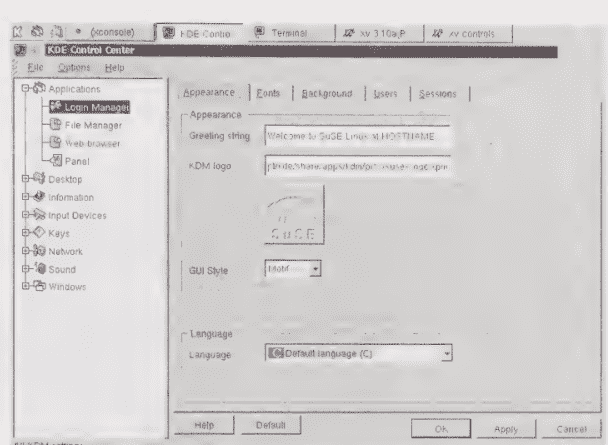 (xconsole)
KDE Contro
Terminal
xv 3.10a:
xv controls
KDE Control Center
File Options Help
Applications
Login Manager
File Manager
Web browser
Panel
Desktop
Information
Input Devices
Keys
Network
Sound
Windows
Appearance Fonts Background Users Sessions
Appearance
Greeting string
Welcome to SuSE Linux at HOSTNAME
KDM logo
SuSE
GUI Style
Language
Language
Default language (C)
Help Default Ok Apply Cancel